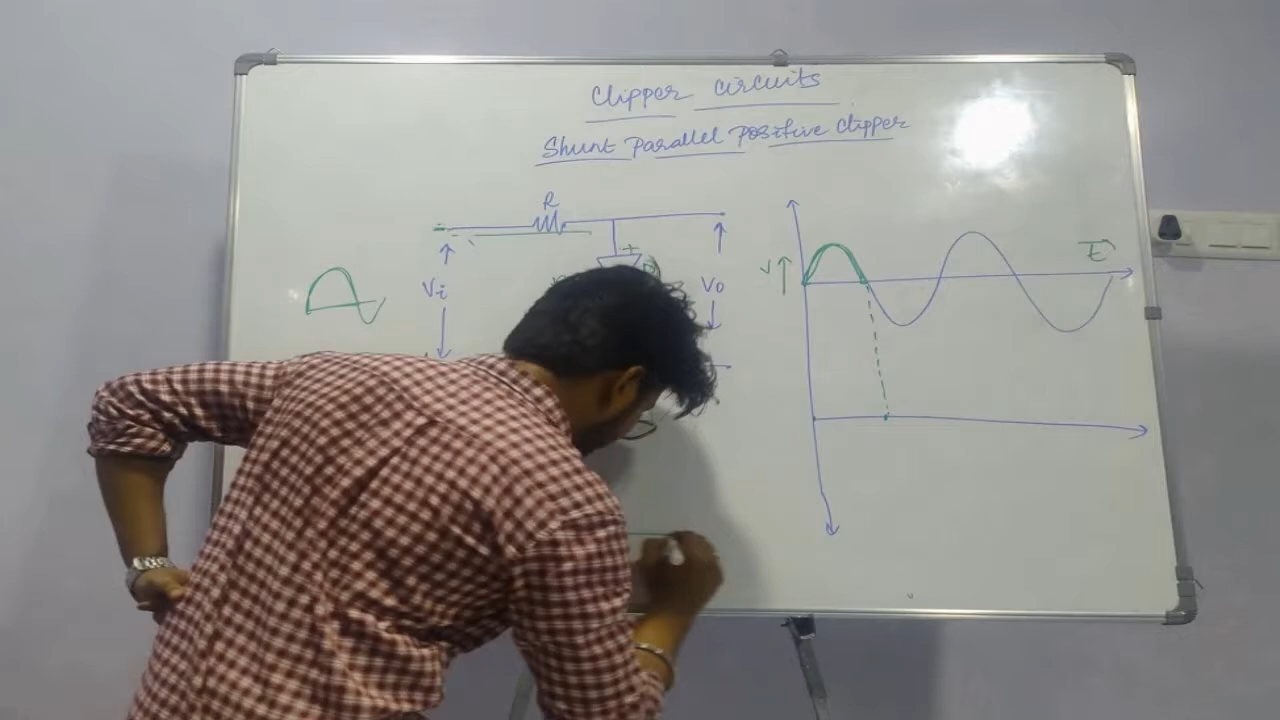 Clipper circuits
Shunt Parallel Positive Clipper
R
+
Vi
Vo
V
t